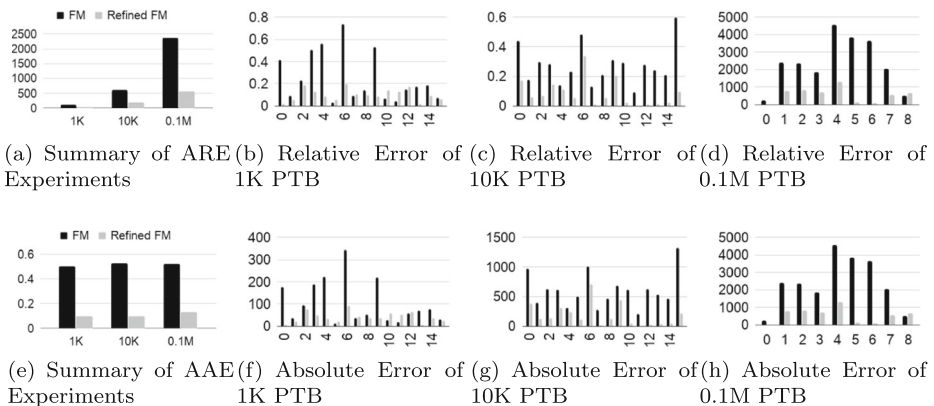 FM Refined FM
2500
2000
1500
1000
500
0
1K 10K 0.1M
0.8
0.6
0.4
0.2
0
0 2 4 6 8 10 12 14
0.6
0.4
0.2
0
0 2 4 6 8 10 12 14
5000
4000
3000
2000
1000
0
0 1 2 3 4 5 6 7 8
(a) Summary of ARE Experiments
(b) Relative Error of 1K PTB
(c) Relative Error of 10K PTB
(d) Relative Error of 0.1M PTB
FM Refined FM
0.6
0.4
0.2
0
1K 10K 0.1M
400
300
200
100
0
0 2 4 6 8 10 12 14
1500
1000
500
0
0 2 4 6 8 10 12 14
5000
4000
3000
2000
1000
0
0 1 2 3 4 5 6 7 8
(e) Summary of AAE Experiments
(f) Absolute Error of 1K PTB
(g) Absolute Error of 10K PTB
(h) Absolute Error of 0.1M PTB